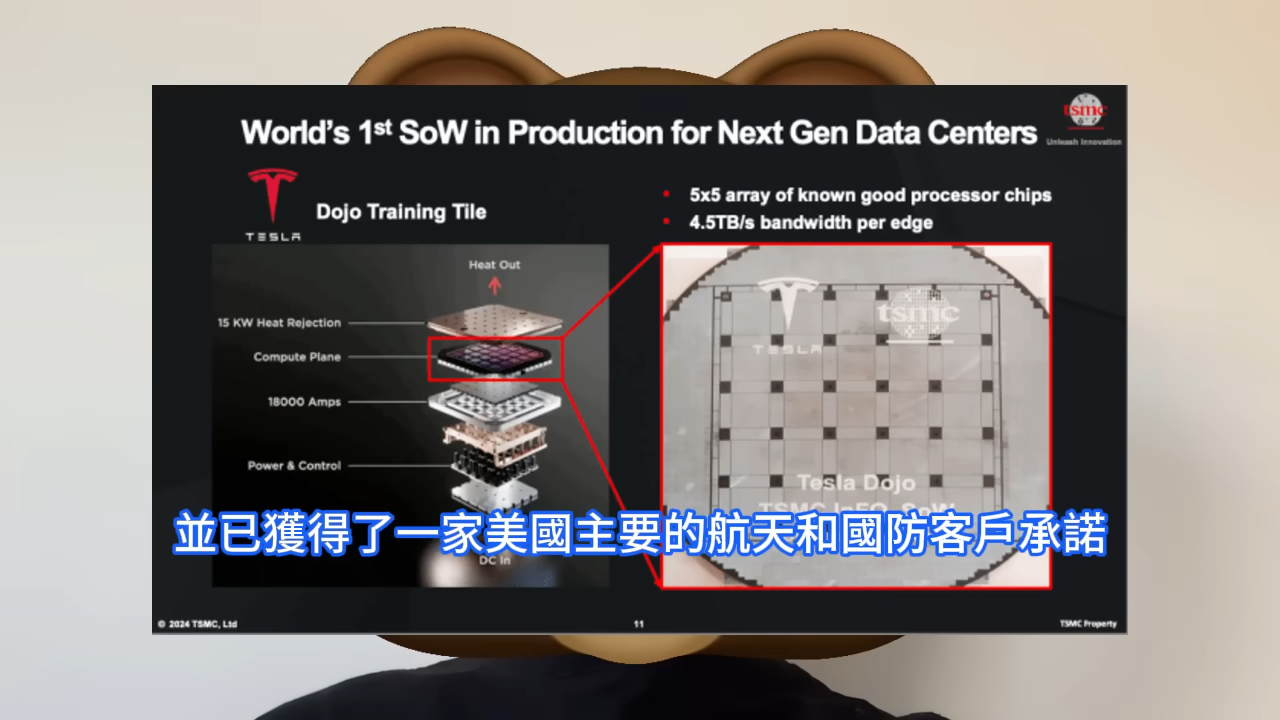 World's 1st SoW in Production for Next Gen Data Centers
tsmc
Unleash Innovation
TESLA
Dojo Training Tile
• 5x5 array of known good processor chips
• 4.5TB/s bandwidth per edge
Heat Out
15 KW Heat Rejection
Compute Plane
18000 Amps
Power & Control
DC In
TESLA
tsmc
Tesla Dojo
TSMC InFO_SoW
並已獲得了一家美國主要的航天和國防客戶承諾
© 2024 TSMC, Ltd
11
TSMC Property